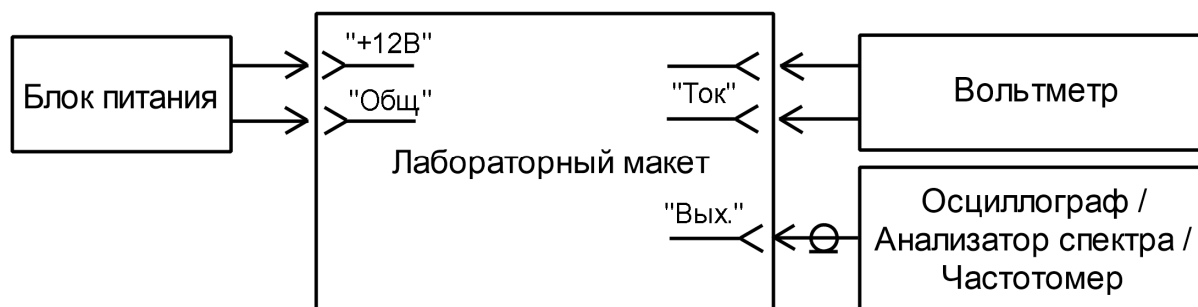 Блок питания
"+12В"
"Общ."
Лабораторный макет
"Ток"
"Вых."
Вольтметр
Осциллограф /
Анализатор спектра /
Частотомер